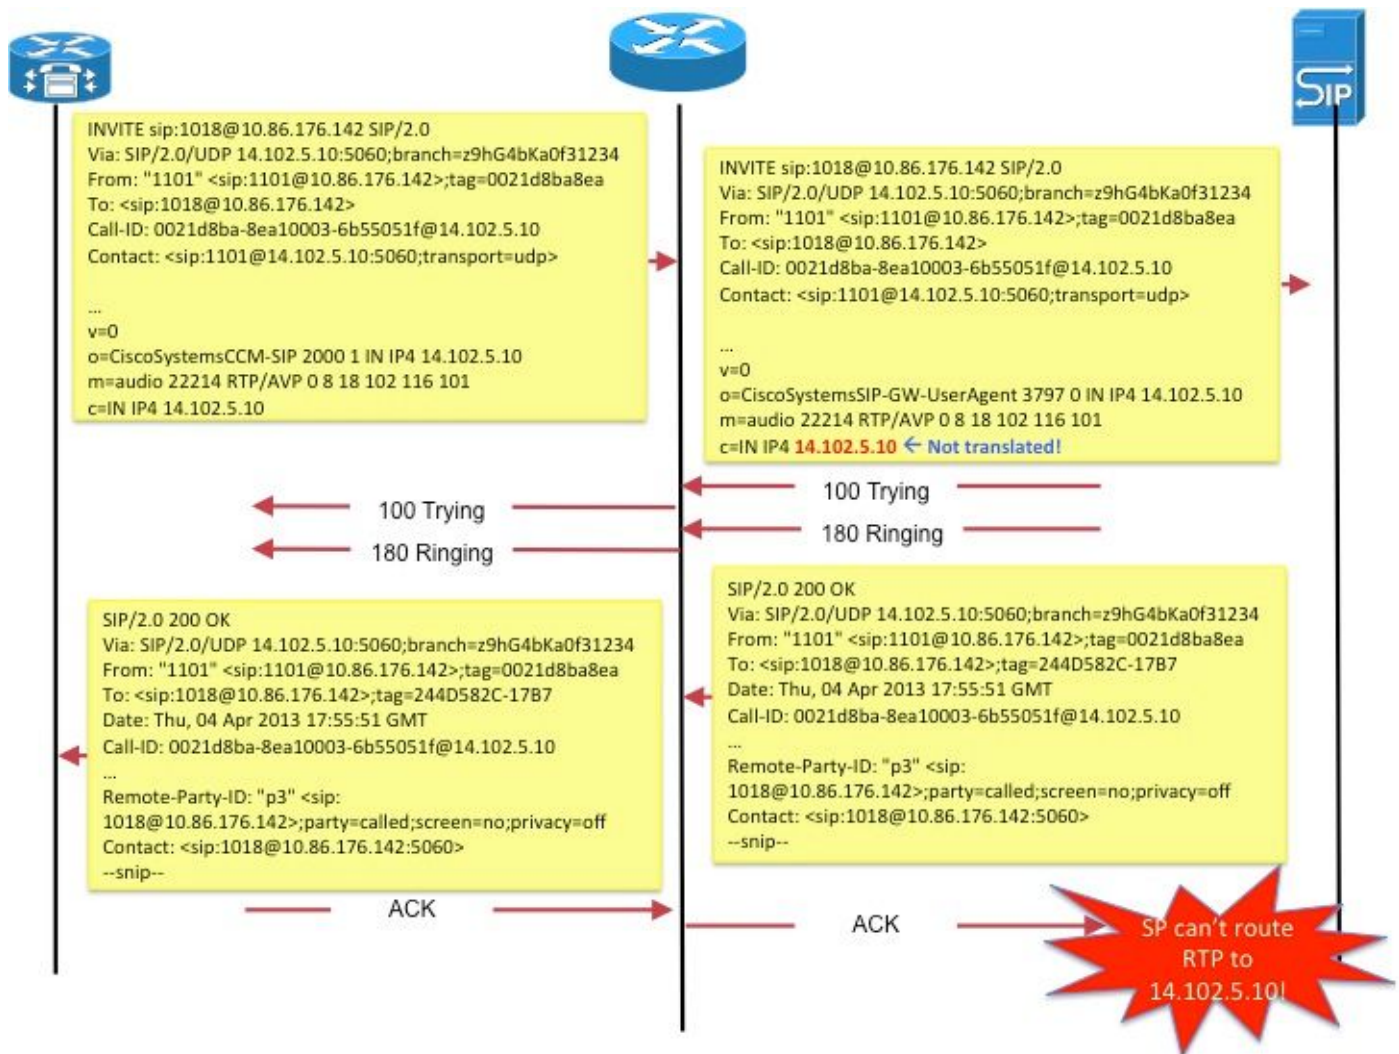 SIP
INVITE sip:1018@10.86.176.142 SIP/2.0
Via: SIP/2.0/UDP 14.102.5.10:5060;branch=z9hG4bKa0f31234
From: "1101" <sip:1101@10.86.176.142>;tag=0021d8ba8ea
To: <sip:1018@10.86.176.142>
Call-ID: 0021d8ba-8ea10003-6b55051f@14.102.5.10
Contact: <sip:1101@14.102.5.10:5060;transport=udp>
...
v=0
o=CiscoSystemsCCM-SIP 2000 1 IN IP4 14.102.5.10
m=audio 22214 RTP/AVP 0 8 18 102 116 101
c=IN IP4 14.102.5.10
INVITE sip:1018@10.86.176.142 SIP/2.0
Via: SIP/2.0/UDP 14.102.5.10:5060;branch=z9hG4bKa0f31234
From: "1101" <sip:1101@10.86.176.142>;tag=0021d8ba8ea
To: <sip:1018@10.86.176.142>
Call-ID: 0021d8ba-8ea10003-6b55051f@14.102.5.10
Contact: <sip:1101@14.102.5.10:5060;transport=udp>
...
v=0
o=CiscoSystemsSIP-GW-UserAgent 3797 0 IN IP4 14.102.5.10
m=audio 22214 RTP/AVP 0 8 18 102 116 101
c=IN IP4 14.102.5.10 ← Not translated!
100 Trying
100 Trying
180 Ringing
180 Ringing
SIP/2.0 200 OK
Via: SIP/2.0/UDP 14.102.5.10:5060;branch=z9hG4bKa0f31234
From: "1101" <sip:1101@10.86.176.142>;tag=0021d8ba8ea
To: <sip:1018@10.86.176.142>;tag=244D582C-17B7
Date: Thu, 04 Apr 2013 17:55:51 GMT
Call-ID: 0021d8ba-8ea10003-6b55051f@14.102.5.10
...
Remote-Party-ID: "p3" <sip:
1018@10.86.176.142>;party=called;screen=no;privacy=off
Contact: <sip:1018@10.86.176.142:5060>
--snip--
SIP/2.0 200 OK
Via: SIP/2.0/UDP 14.102.5.10:5060;branch=z9hG4bKa0f31234
From: "1101" <sip:1101@10.86.176.142>;tag=0021d8ba8ea
To: <sip:1018@10.86.176.142>;tag=244D582C-17B7
Date: Thu, 04 Apr 2013 17:55:51 GMT
Call-ID: 0021d8ba-8ea10003-6b55051f@14.102.5.10
...
Remote-Party-ID: "p3" <sip:
1018@10.86.176.142>;party=called;screen=no;privacy=off
Contact: <sip:1018@10.86.176.142:5060>
--snip--
ACK
ACK
SP can't route
RTP to
14.102.5.10!